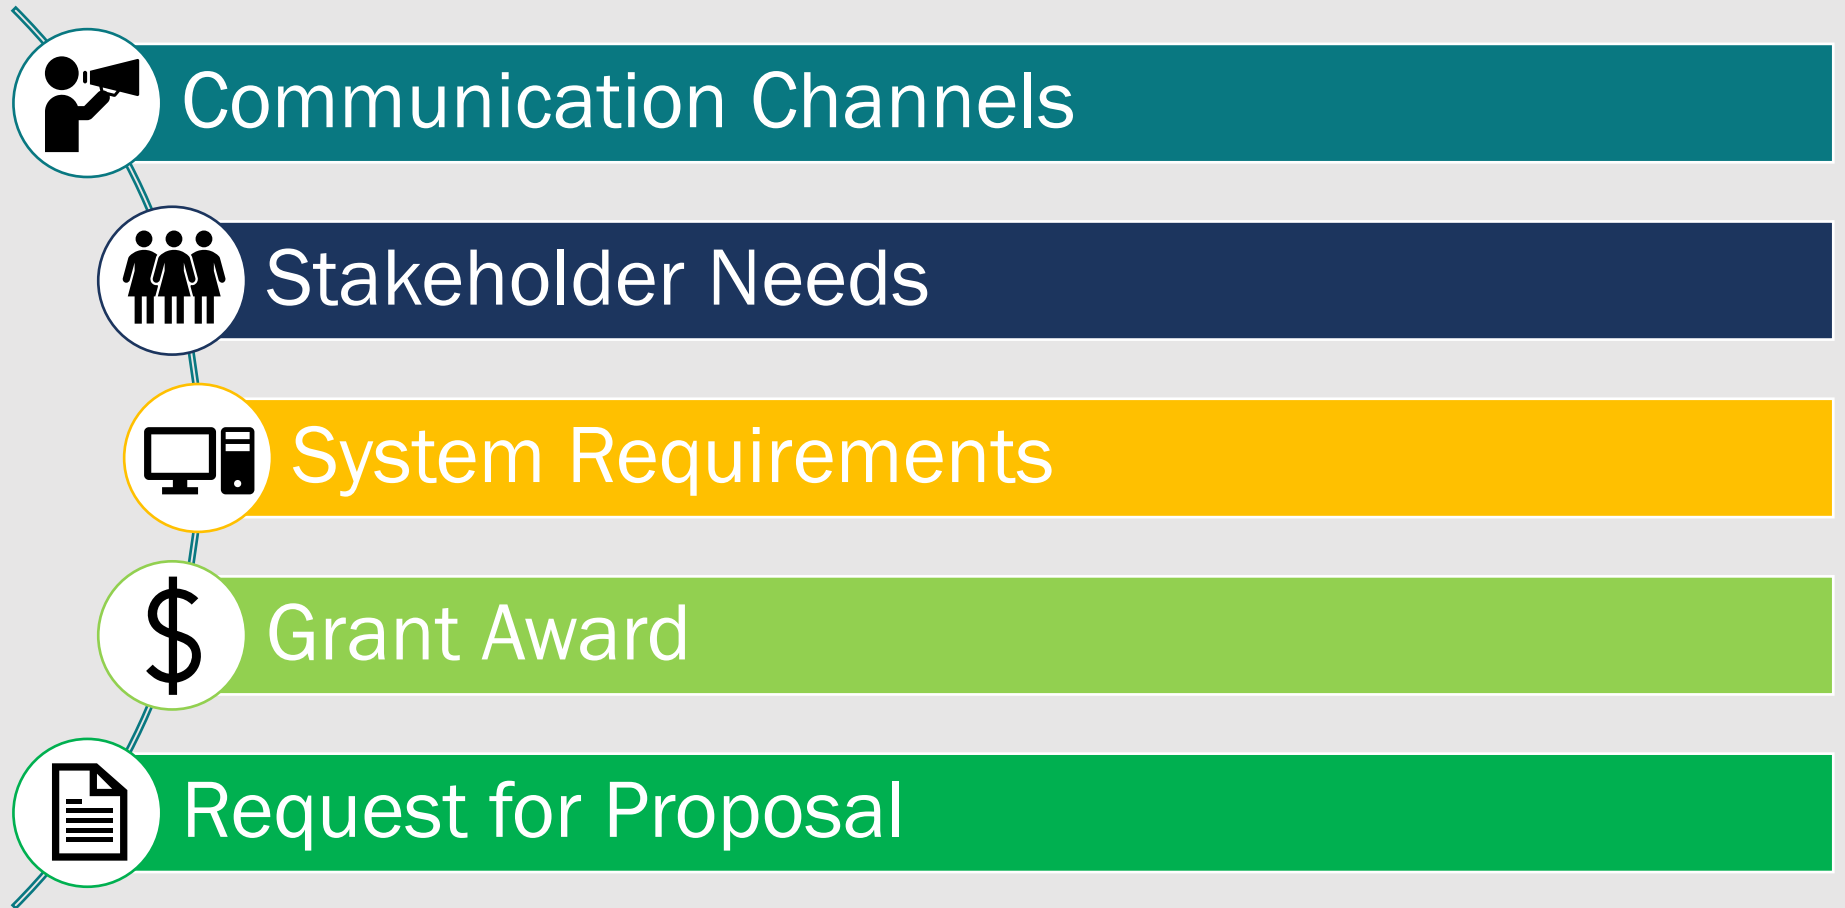 Communication Channels
Stakeholder Needs
System Requirements
Grant Award
Request for Proposal